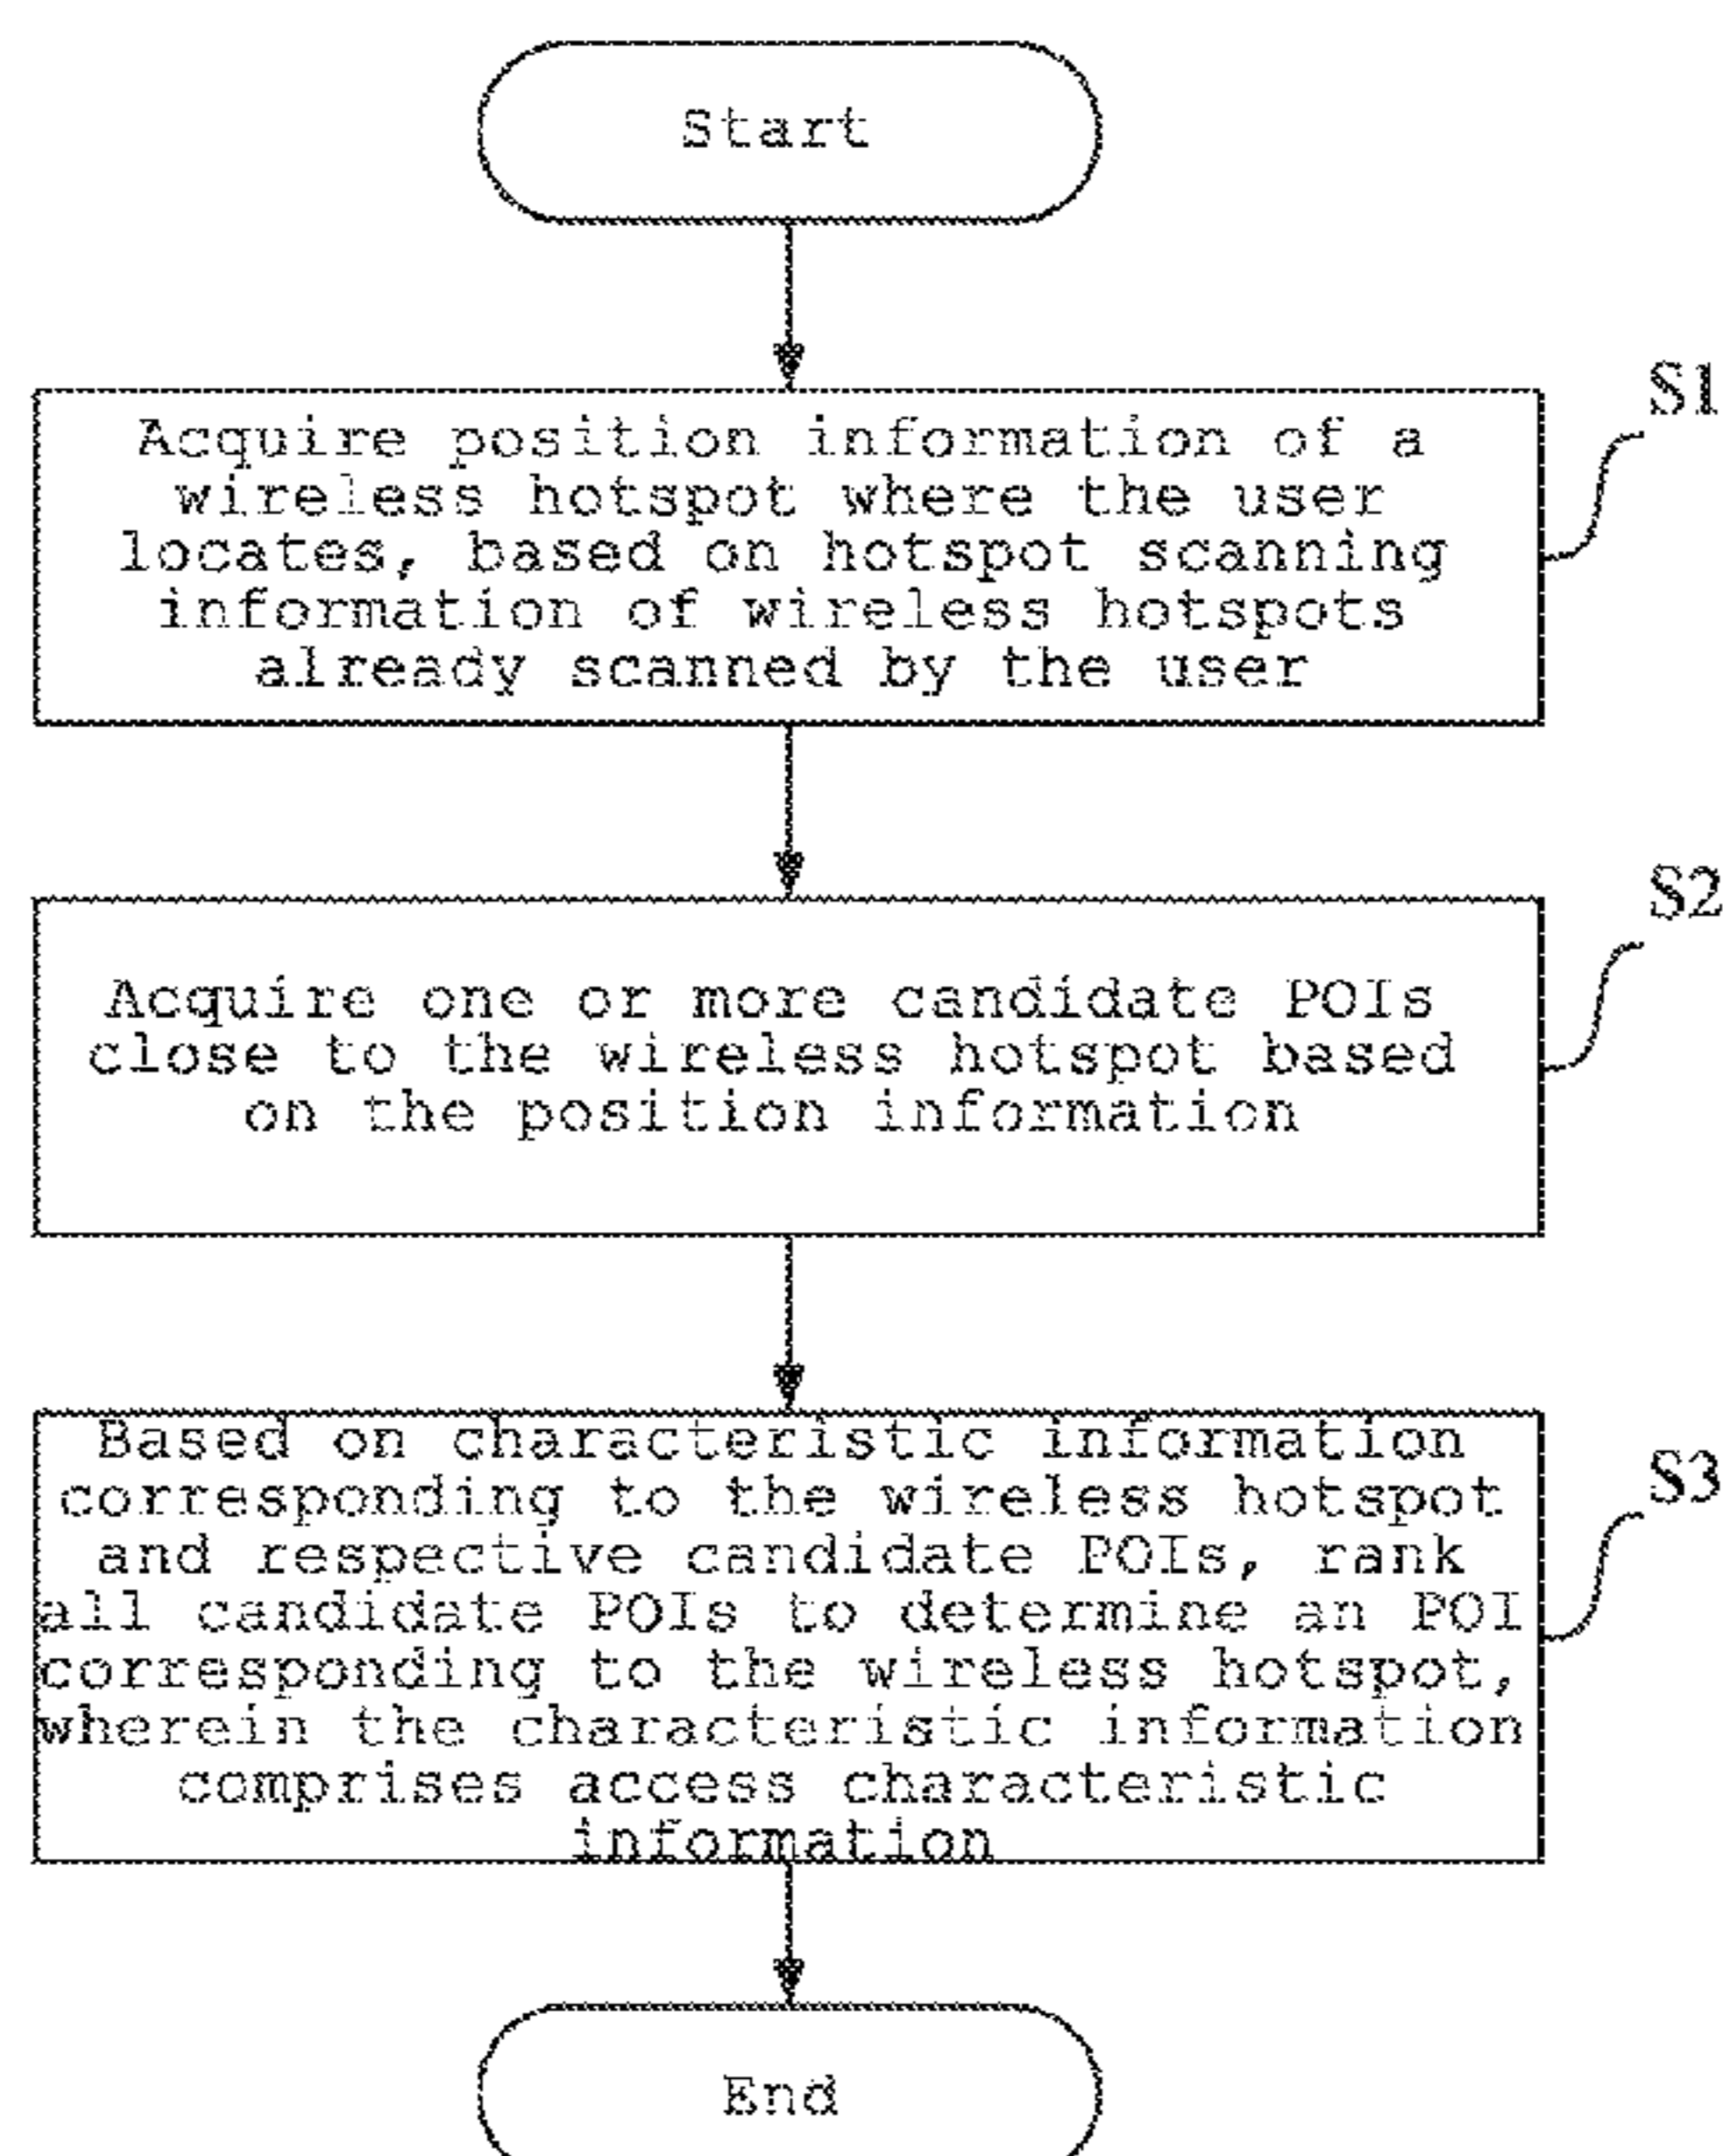 Start
S1
Acquire position information of a
wireless hotspot where the user
locates, based on hotspot scanning
information of wireless hotspots
already scanned by the user
S2
Acquire one or more candidate POIs
close to the wireless hotspot based
on the position information
S3
Based on characteristic information
corresponding to the wireless hotspot
and respective candidate POIs, rank
all candidate POIs to determine an POI
corresponding to the wireless hotspot,
wherein the characteristic information
comprises access characteristic
information
End